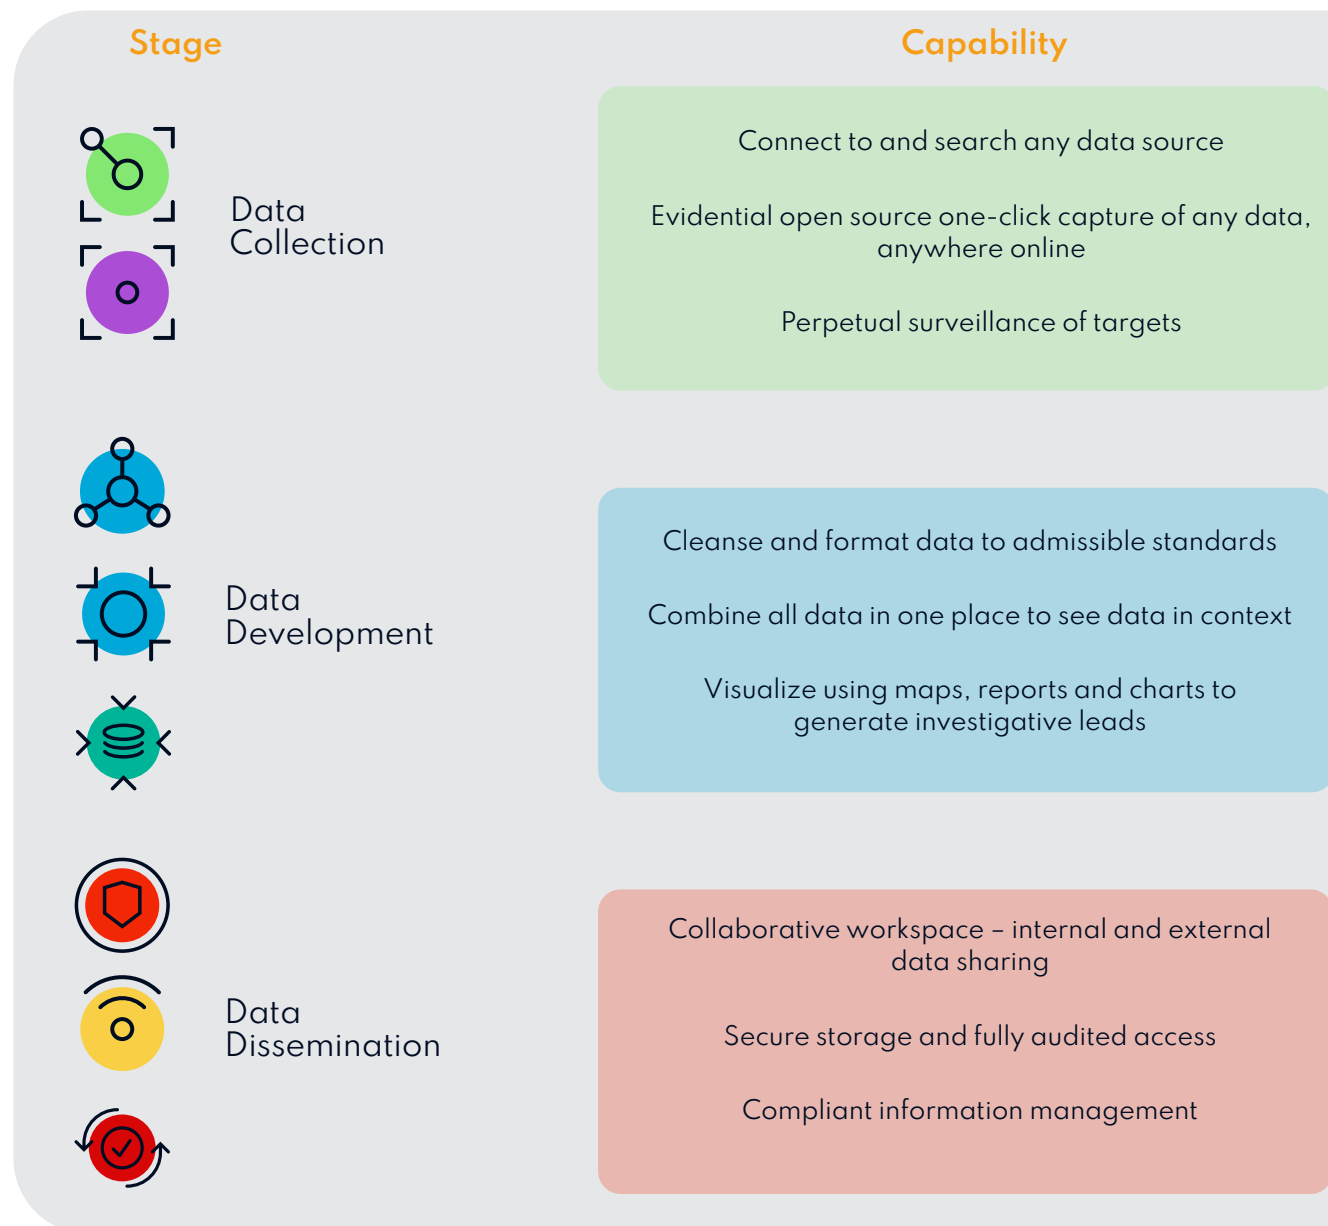 Stage
Capability
Data
Collection
Connect to and search any data source
Evidential open source one-click capture of any data,
anywhere online
Perpetual surveillance of targets
Data
Development
Cleanse and format data to admissible standards
Combine all data in one place to see data in context
Visualize using maps, reports and charts to
generate investigative leads
Data
Dissemination
Collaborative workspace – internal and external
data sharing
Secure storage and fully audited access
Compliant information management